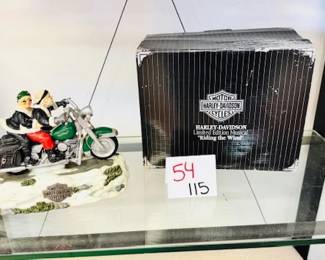 MOTOR
HARLEY-DAVIDSON
CYCLES
HARLEY-DAVIDSON
Limited Edition Musical
"Riding the Wind"
54
115